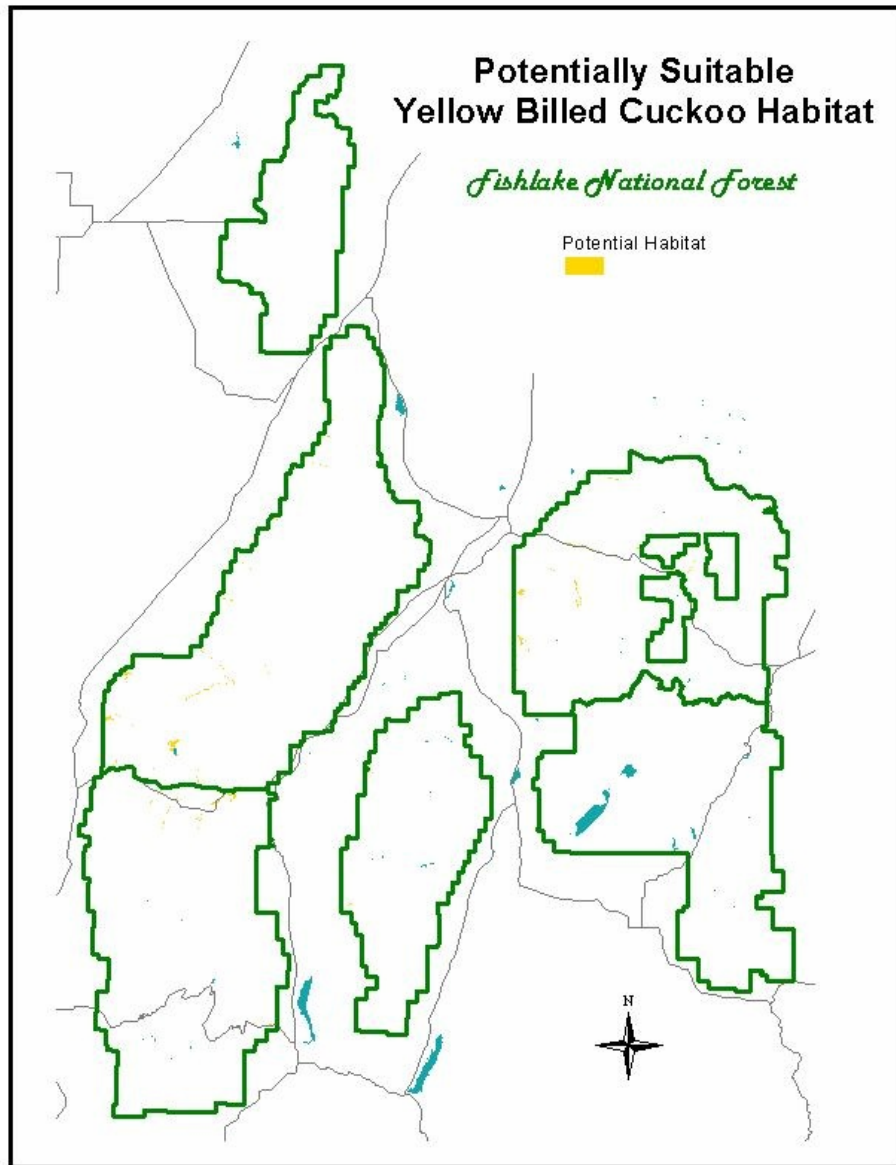 Potentially Suitable
Yellow Billed Cuckoo Habitat
Fishlake National Forest
Potential Habitat
N